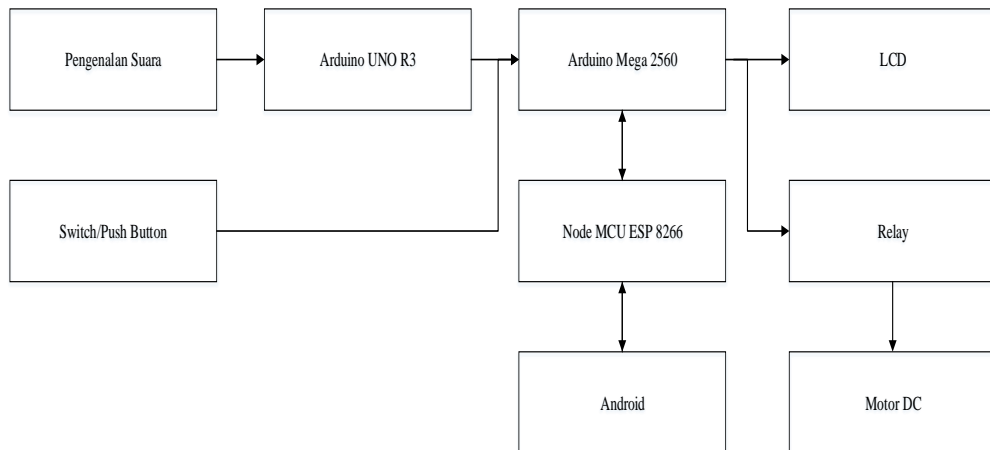 Pengenalan Suara
Arduino UNO R3
Arduino Mega 2560
LCD
Switch/Push Button
Node MCU ESP 8266
Relay
Android
Motor DC